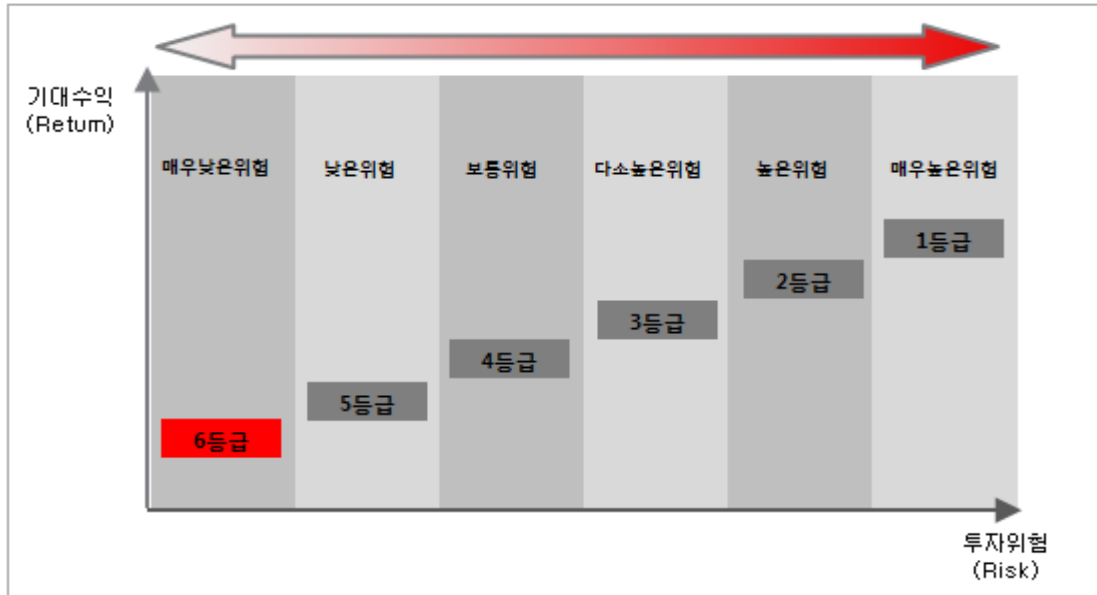 기대수익
(Return)
매우낮은위험
낮은위험
보통위험
다소높은위험
높은위험
매우높은위험
1등급
2등급
3등급
4등급
5등급
6등급
투자위험
(Risk)